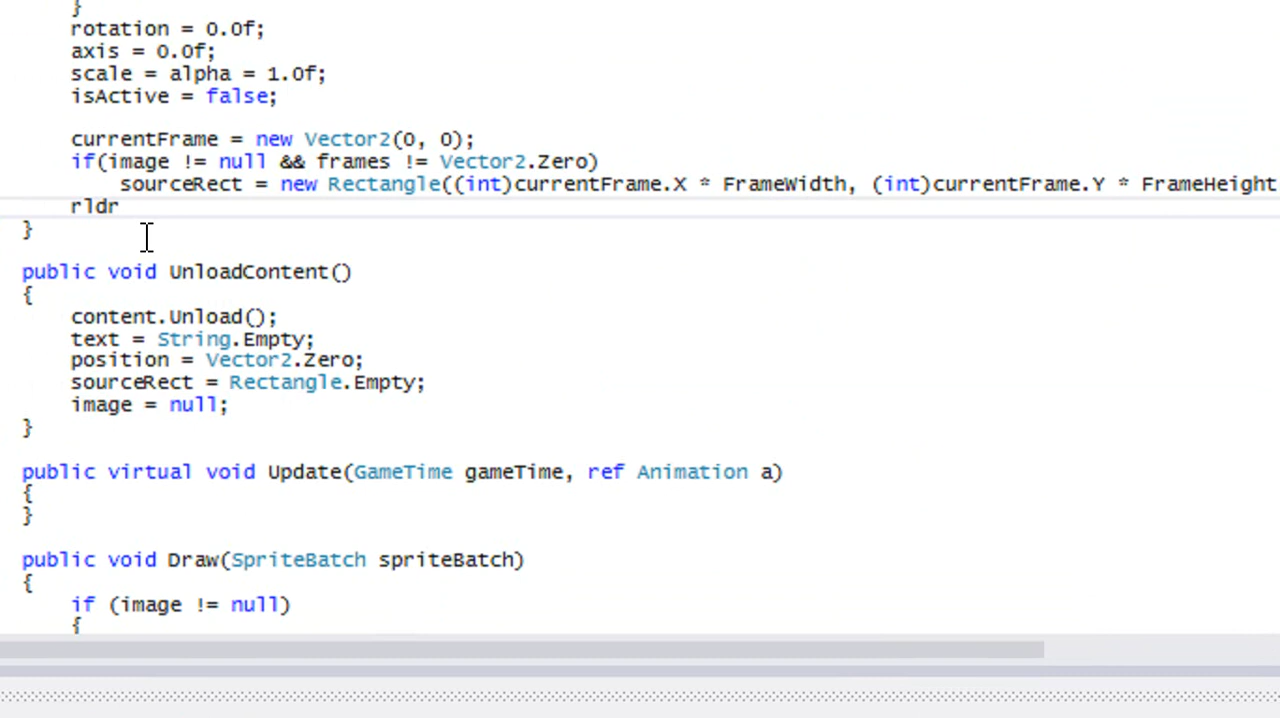 }
rotation = 0.0f;
axis = 0.0f;
scale = alpha = 1.0f;
isActive = false;
currentFrame = new Vector2(0, 0);
if(image != null && frames != Vector2.Zero)
sourceRect = new Rectangle((int)currentFrame.X * FrameWidth, (int)currentFrame.Y * FrameHeight
rldr
}
public void UnloadContent()
{
content.Unload();
text = String.Empty;
position = Vector2.Zero;
sourceRect = Rectangle.Empty;
image = null;
}
public virtual void Update(GameTime gameTime, ref Animation a)
{
}
public void Draw(SpriteBatch spriteBatch)
{
if (image != null)
{